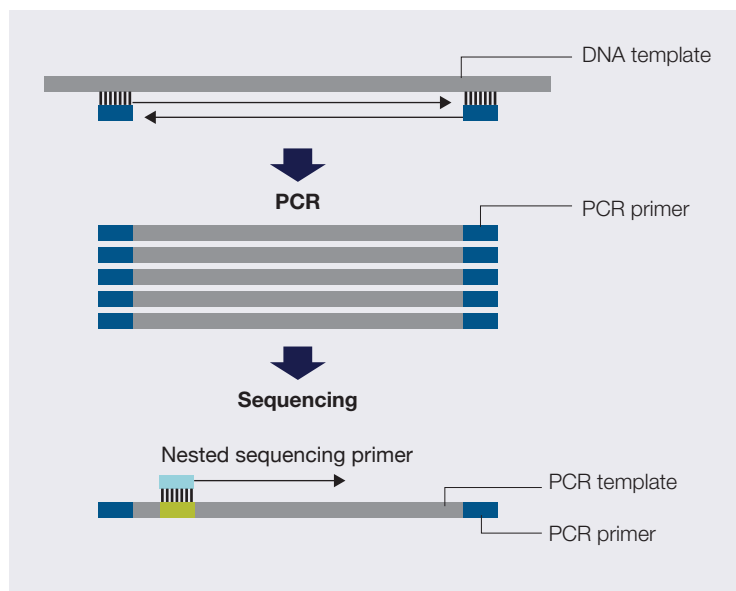 DNA template
PCR
PCR primer
Sequencing
Nested sequencing primer
PCR template
PCR primer